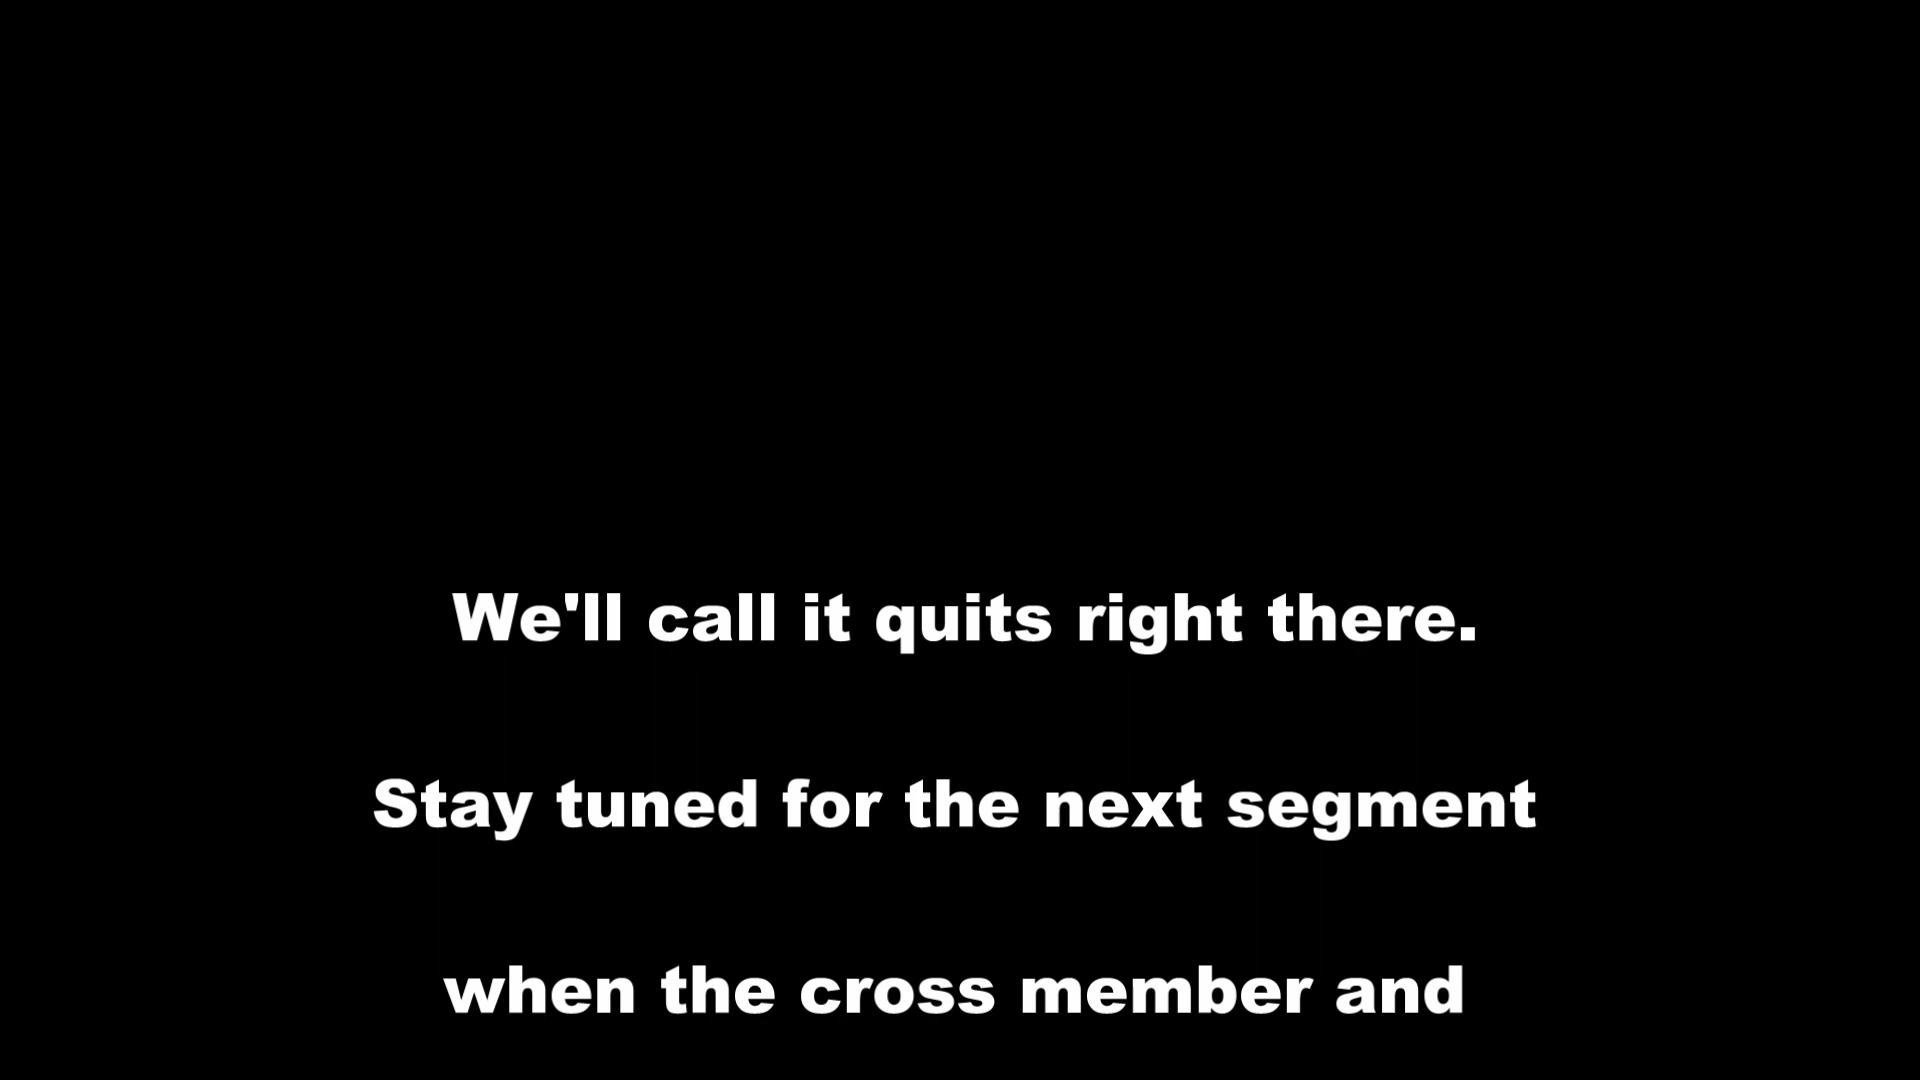 We'll call it quits right there.
Stay tuned for the next segment
when the cross member and